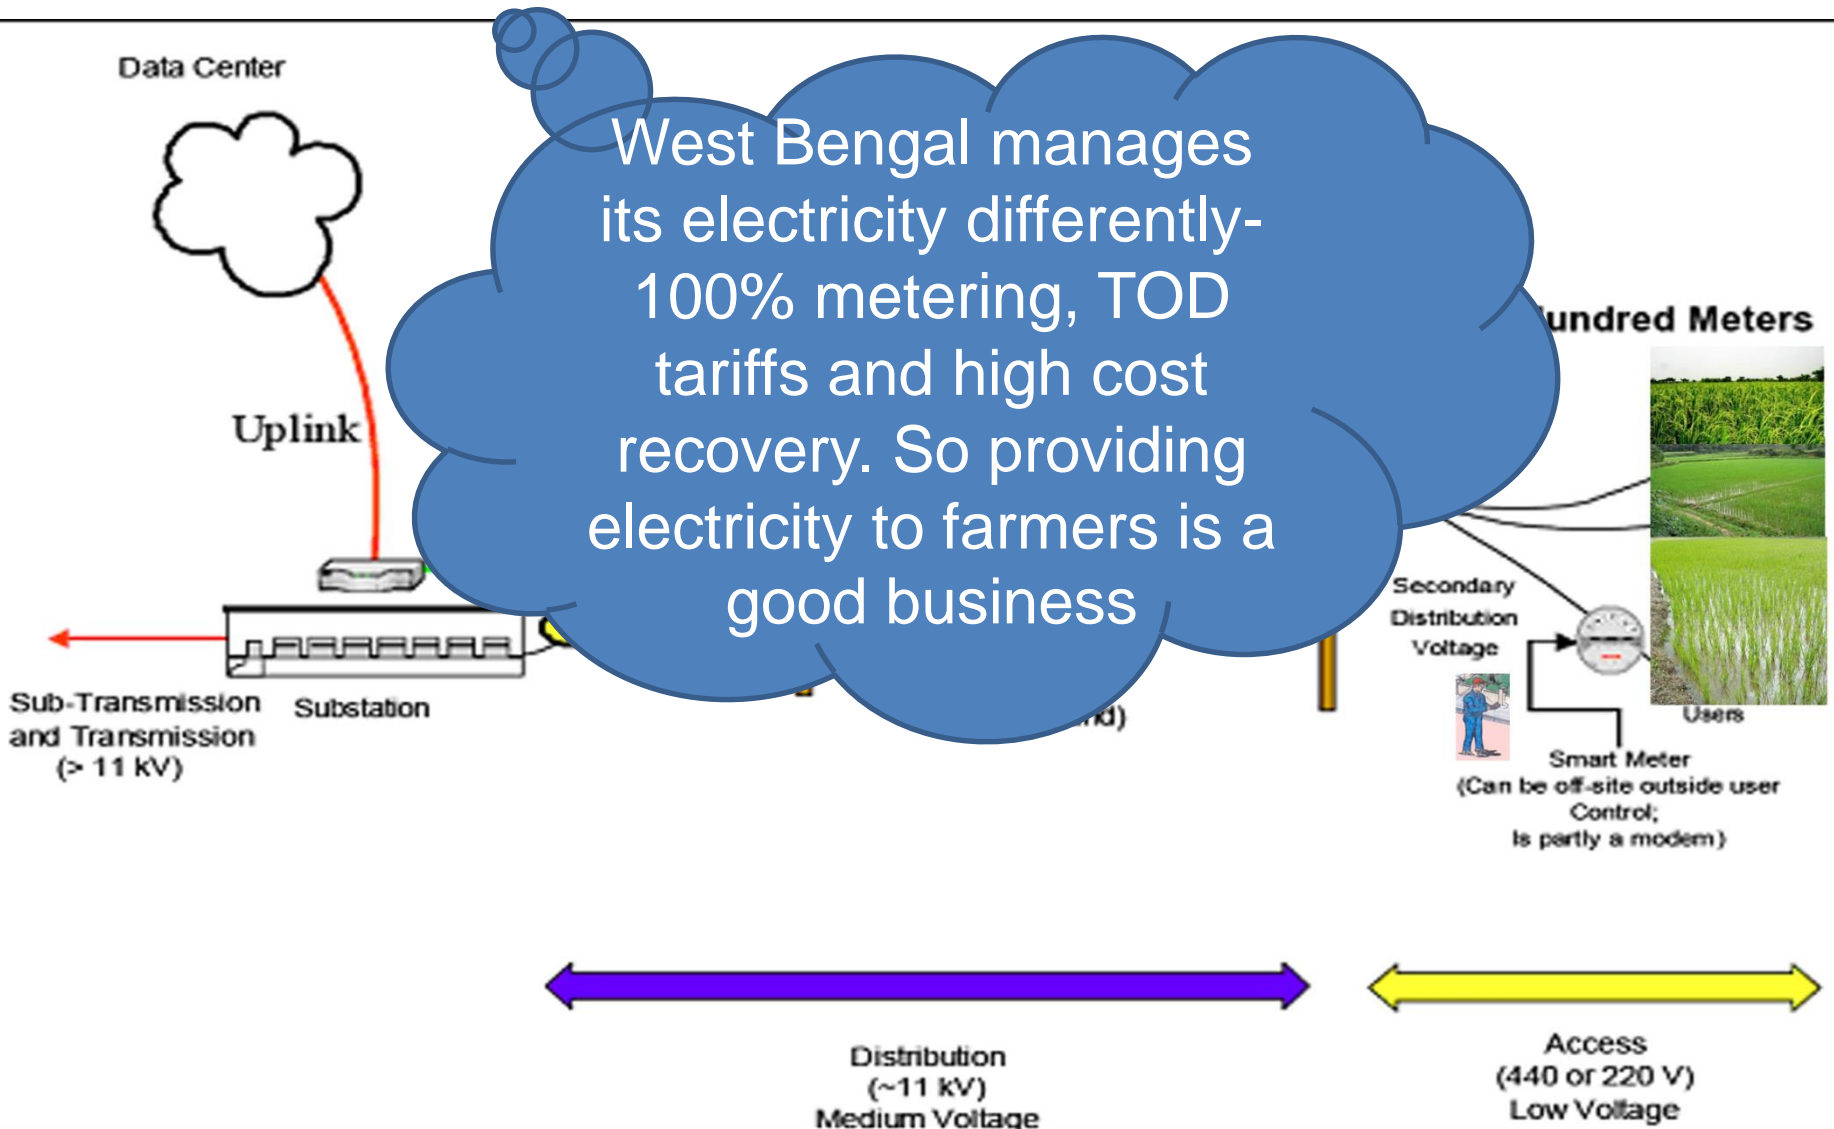 Data Center
West Bengal manages
its electricity differently-
100% metering, TOD
tariffs and high cost
recovery. So providing
electricity to farmers is a
good business
Meters
Uplink
Secondary
Distribution
Voltage
Sub-Transmission
and Transmission
(> 11 kV)
Substation
Users
Smart Meter
(Can be off-site outside user
Control;
Is partly a modem)
Distribution
(~11 kV)
Medium Voltage
Access
(440 or 220 V)
Low Voltage